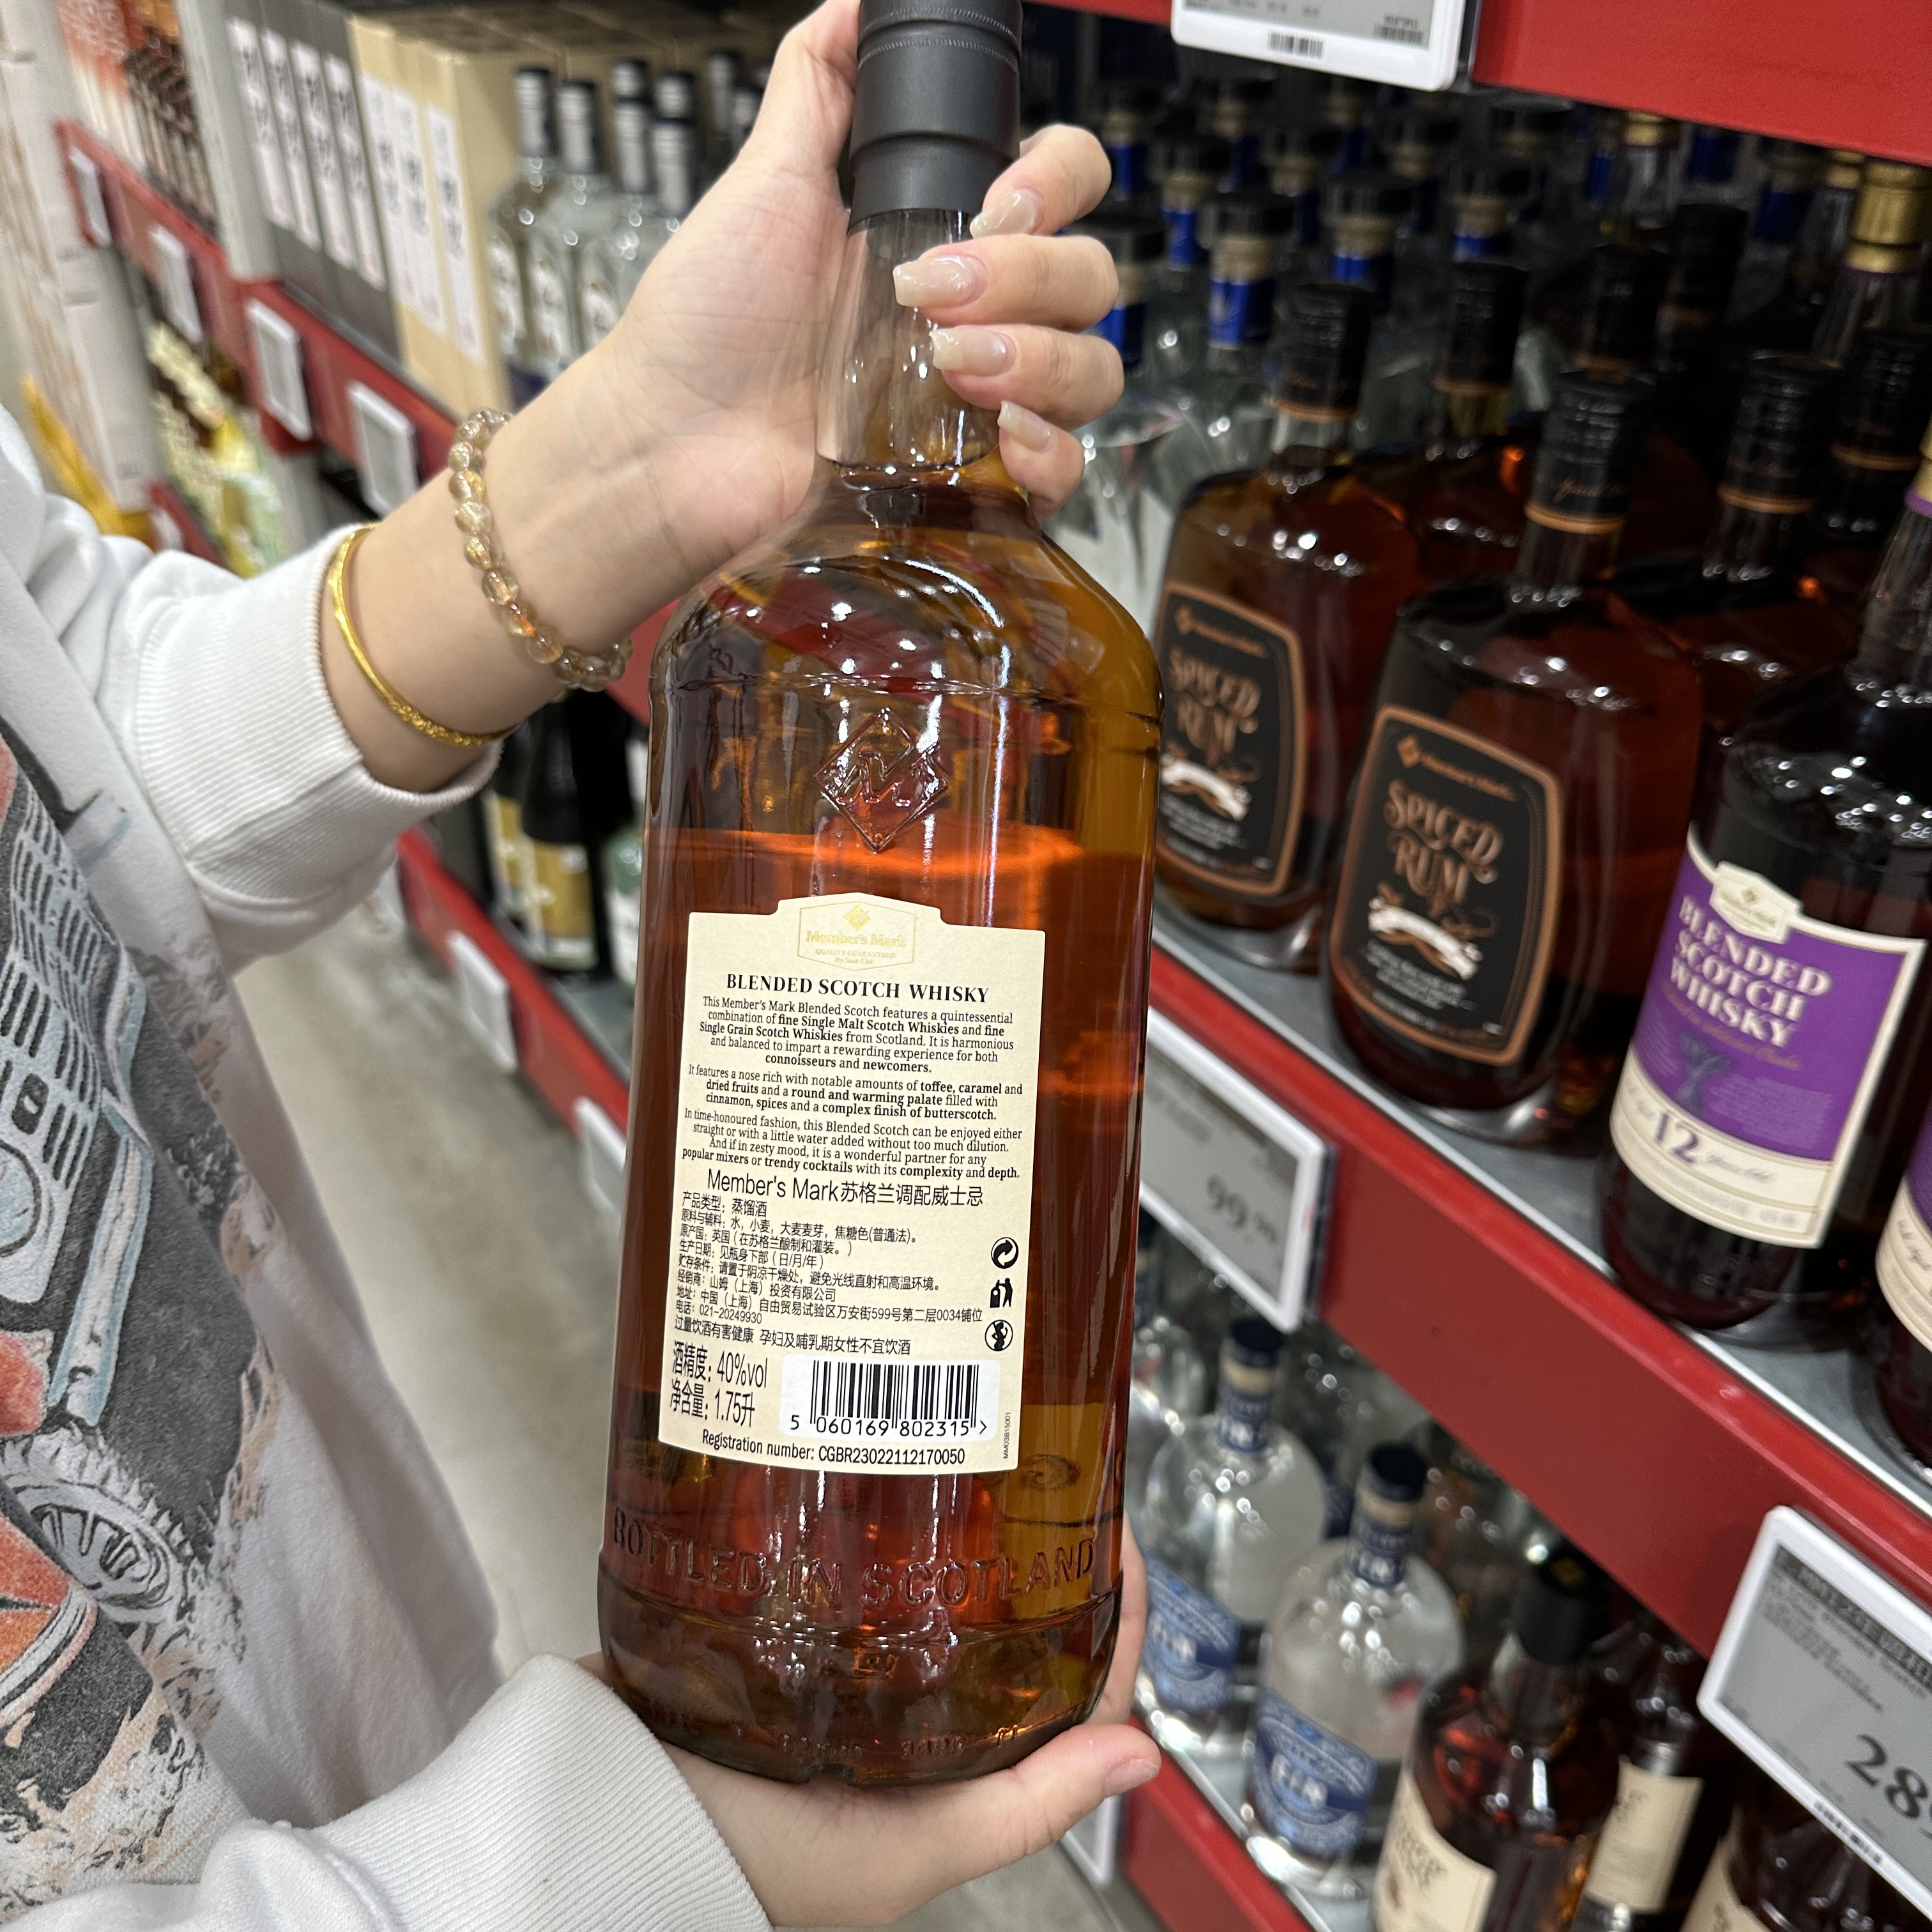 Member's Mark
QUALITY GUARANTEED
BLENDED SCOTCH WHISKY
This Member's Mark Blended Scotch features a quintessential
combination of fine Single Malt Scotch Whiskies and fine
Single Grain Scotch Whiskies from Scotland. It is harmonious
and balanced to impart a rewarding experience for both
connoisseurs and newcomers.
It features a nose rich with notable amounts of toffee, caramel and
dried fruits and a round and warming palate filled with
cinnamon, spices and a complex finish of butterscotch.
In time-honoured fashion, this Blended Scotch can be enjoyed either
straight or with a little water added without too much dilution.
And if in zesty mood, it is a wonderful partner for any
popular mixers or trendy cocktails with its complexity and depth.
Member's Mark苏格兰调配威士忌
产品类型：蒸馏酒
原料与辅料：水，小麦，大麦麦芽，焦糖色(普通法)。
原产国：英国（在苏格兰酿制和灌装。）
生产日期：见瓶身下部（日/月/年）
贮存条件：请置于阴凉干燥处，避免光线直射和高温环境。
经销商：山姆（上海）投资有限公司
地址：中国（上海）自由贸易试验区万安街599号第二层0034铺位
电话：021-20249930
过量饮酒有害健康 孕妇及哺乳期女性不宜饮酒
酒精度：40%vol
净含量：1.75升
5 060169 802315 >
MM03B15001
Registration number: CGBR23022112170050
BOTTLED IN SCOTLAND
SPICED
RUM
Member's Mark
SPICED
RUM
BLENDED
SCOTCH
WHISKY
12 Years Old
99.90
28